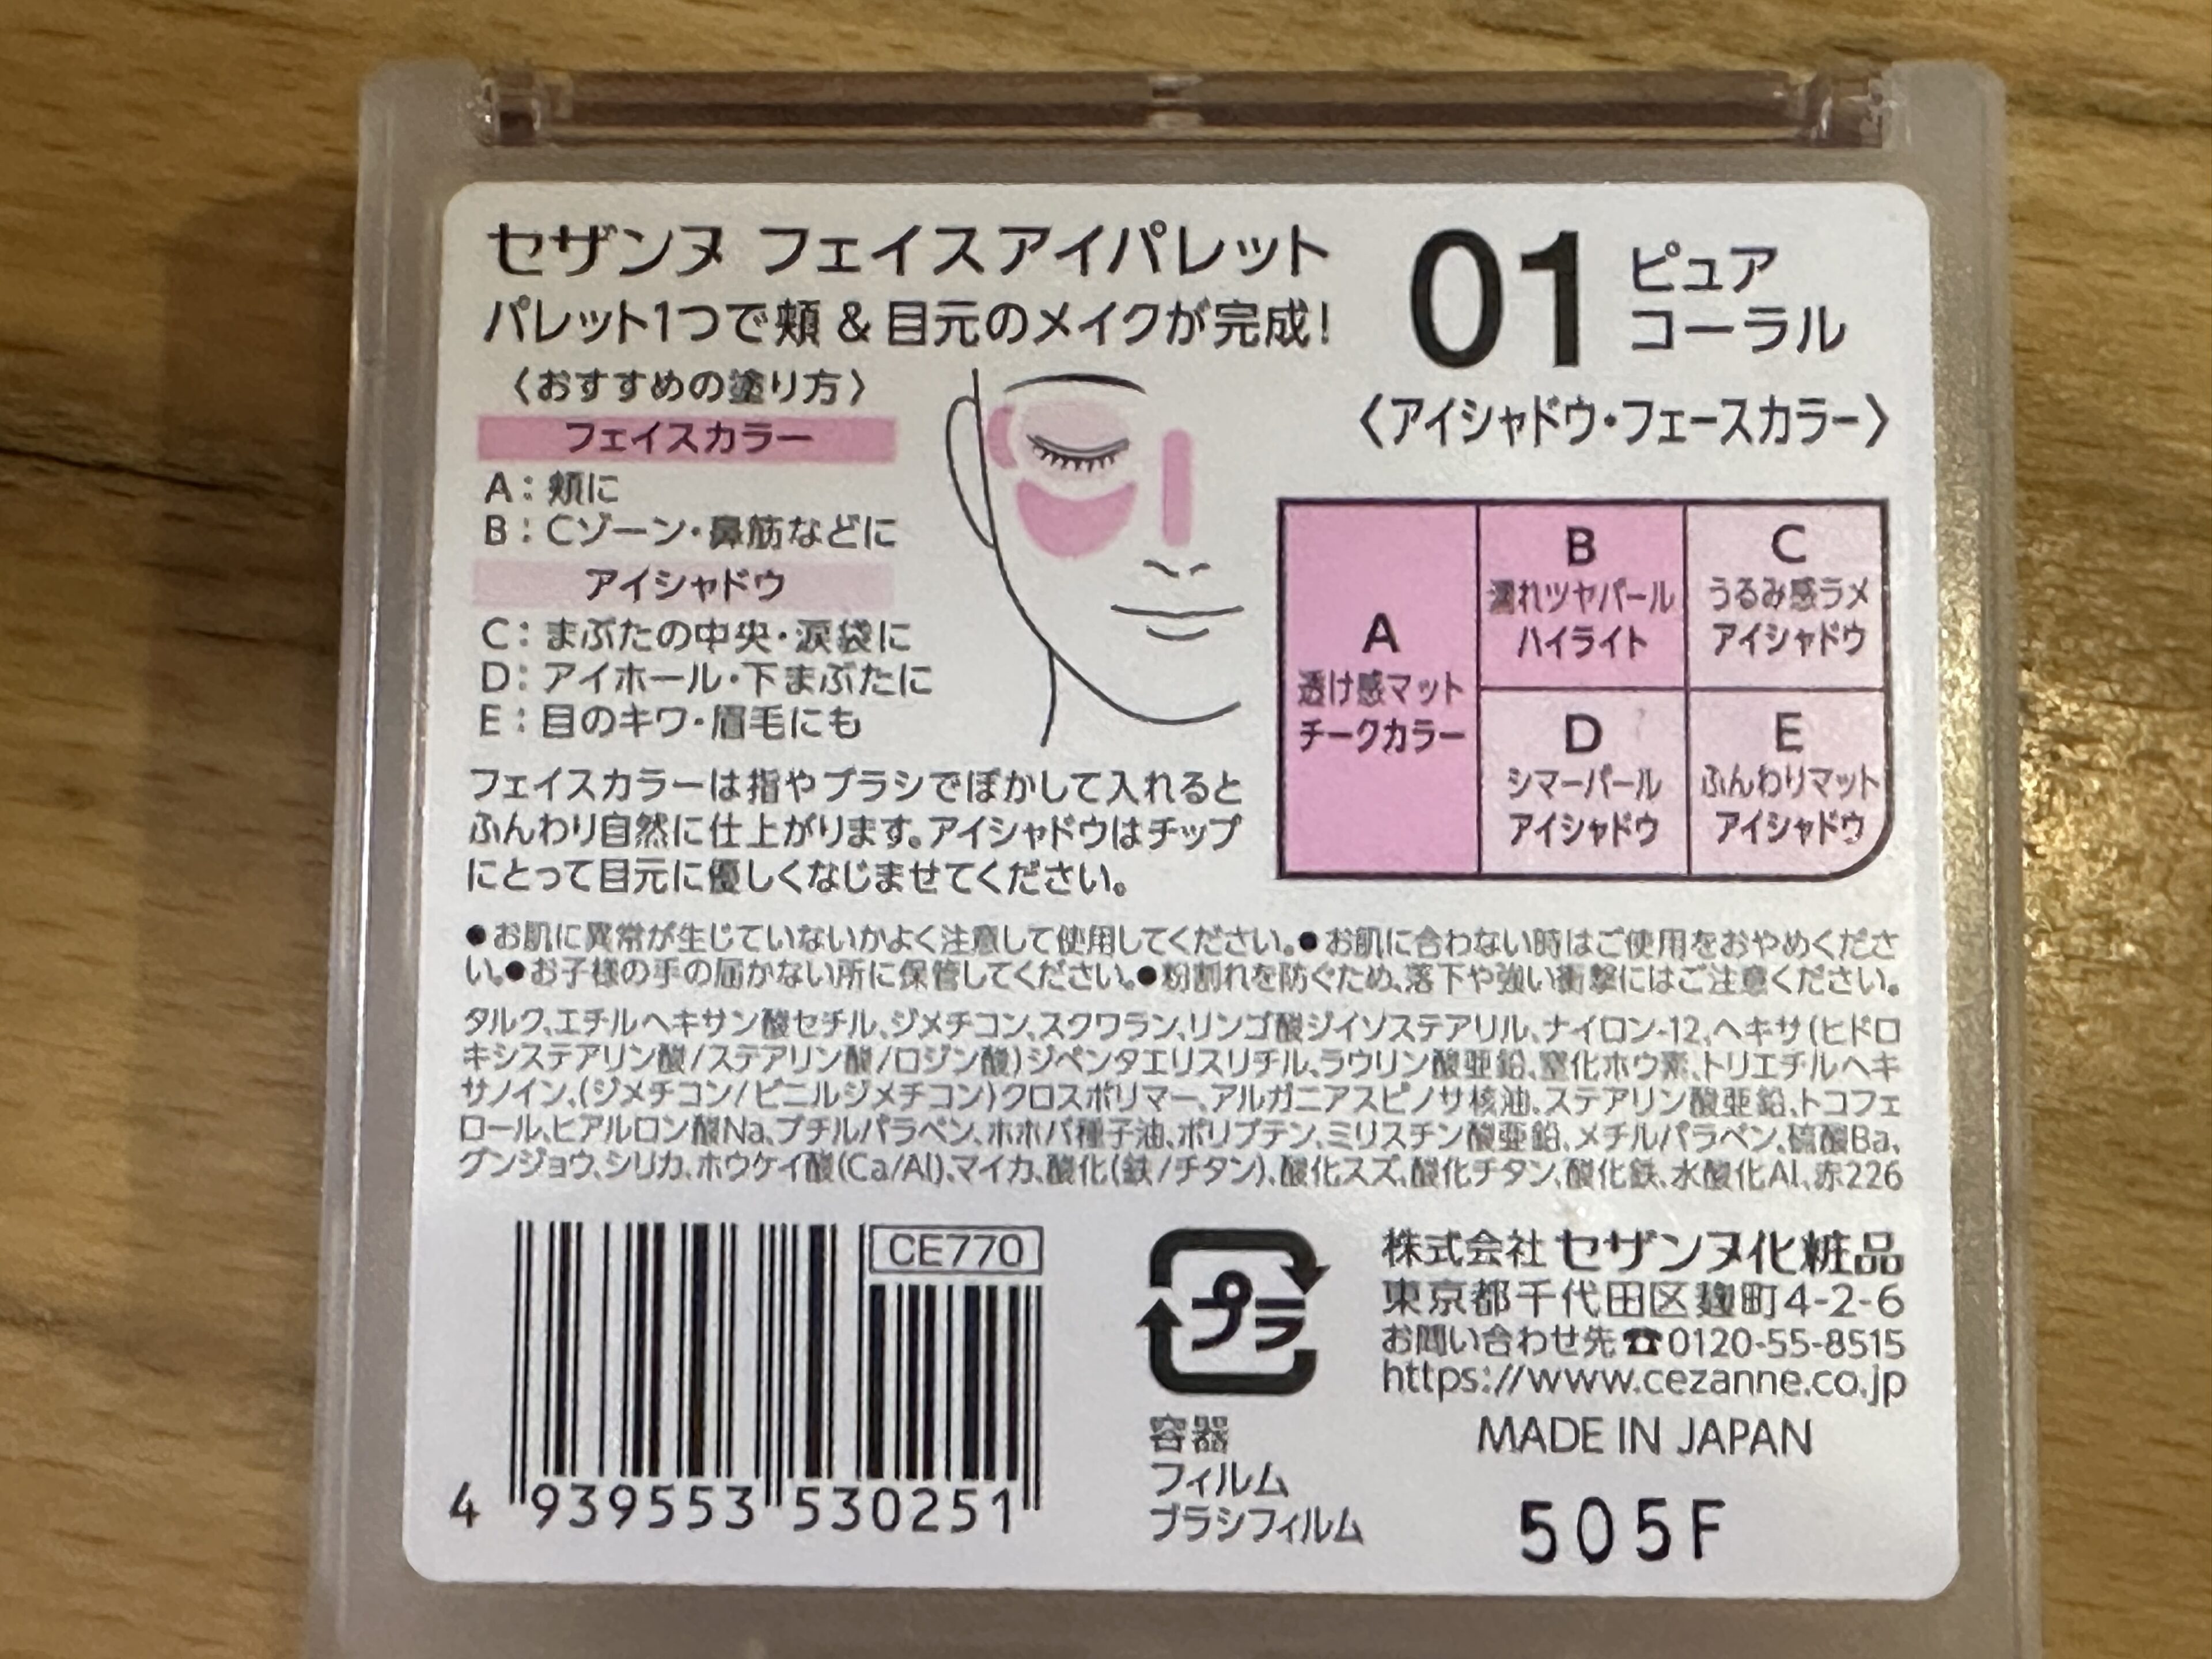 セザンヌ フェイスアイパレット
パレット1つで頬 & 目元のメイクが完成!
01 ピュア
コーラル
〈アイシャドウ・フェースカラー〉
〈おすすめの塗り方〉
フェイスカラー
A:頬に
B:Cゾーン・鼻筋などに
アイシャドウ
C:まぶたの中央・涙袋に
D:アイホール・下まぶたに
E:目のキワ・眉毛にも
A
透け感マット
チークカラー
B
濡れツヤパール
ハイライト
C
うるみ感ラメ
アイシャドウ
D
シマーパール
アイシャドウ
E
ふんわりマット
アイシャドウ
フェイスカラーは指やブラシでぼかして入れると
ふんわり自然に仕上がります。アイシャドウはチップ
にとって目元に優しくなじませてください。
●お肌に異常が生じていないかよく注意して使用してください。●お肌に合わない時はご使用をおやめくださ
い。●お子様の手の届かない所に保管してください。●粉割れを防ぐため、落下や強い衝撃にはご注意ください。
タルク、エチルヘキサン酸セチル、ジメチコン、スクワラン、リンゴ酸ジイソステアリル、ナイロン-12、ヘキサ(ヒドロ
キシステアリン酸/ステアリン酸/ロジン酸)ジペンタエリスリチル、ラウリン酸亜鉛、窒化ホウ素、トリエチルヘキ
サノイン、(ジメチコン/ビニルジメチコン)クロスポリマー、アルガニアスピノサ核油、ステアリン酸亜鉛、トコフェ
ロール、ヒアルロン酸Na、ブチルパラベン、ホホバ種子油、ポリブテン、ミリスチン酸亜鉛、メチルパラベン、硫酸Ba、
グンジョウ、シリカ、ホウケイ酸(Ca/Al)、マイカ、酸化(鉄/チタン)、酸化スズ、酸化チタン、酸化鉄、水酸化Al、赤226
CE770
4 939553 530251
プラ
容器
フィルム
ブラシフィルム
株式会社 セザンヌ化粧品
東京都千代田区麹町4-2-6
お問い合わせ先☎0120-55-8515
https://www.cezanne.co.jp
MADE IN JAPAN
505F